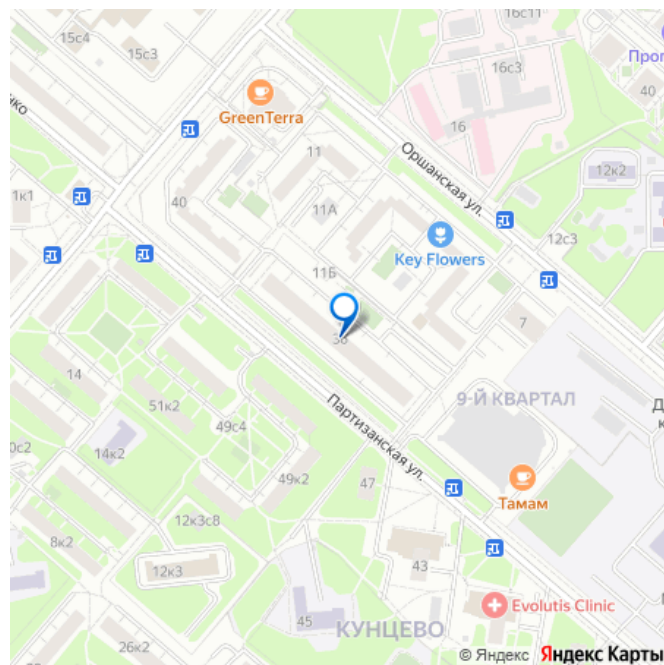 16с11
15с4
15с3
Про
16с3
40
GreenTerra
16
Оршанская ул.
11
12к2
1к1
40
11А
12с3
Key Flowers
11Б
7
36
14
9-Й КВАРТАЛ
51к2
Партизанская ул.
49с4
14к2
49к2
47
Тамам
12к3с8
8к2
12к3
43
Evolutis Clinic
45
КУНЦЕВО
26к2
© Яндекс Яндекс Карты